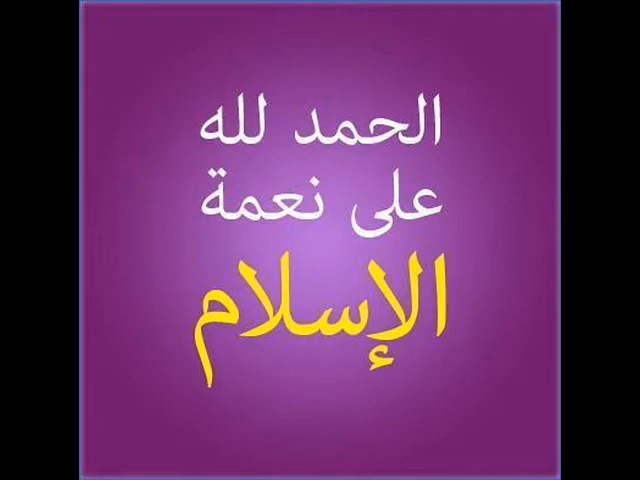 الحمد لله
على نعمة
الإسلام